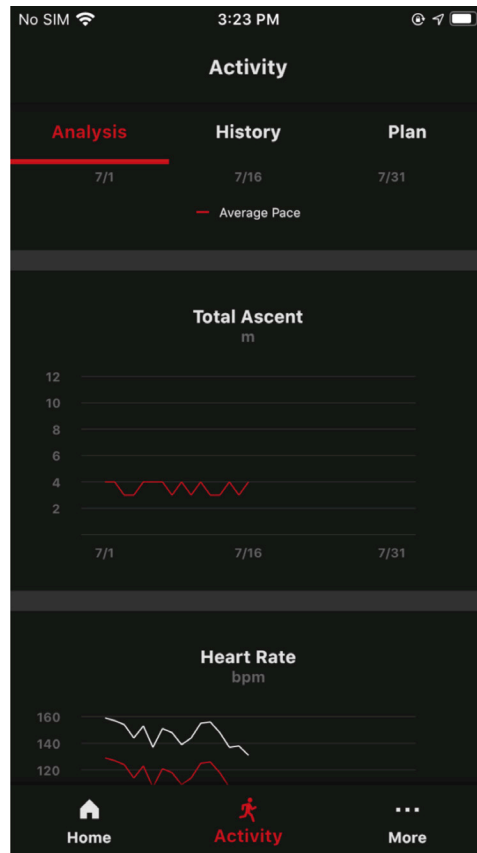 No SIM 3:23 PM
Activity
Analysis History Plan
7/1 7/16 7/31
Average Pace
Total Ascent
m
12
10
8
6
4
2
7/1 7/16 7/31
Heart Rate
bpm
160
140
120
Home Activity More